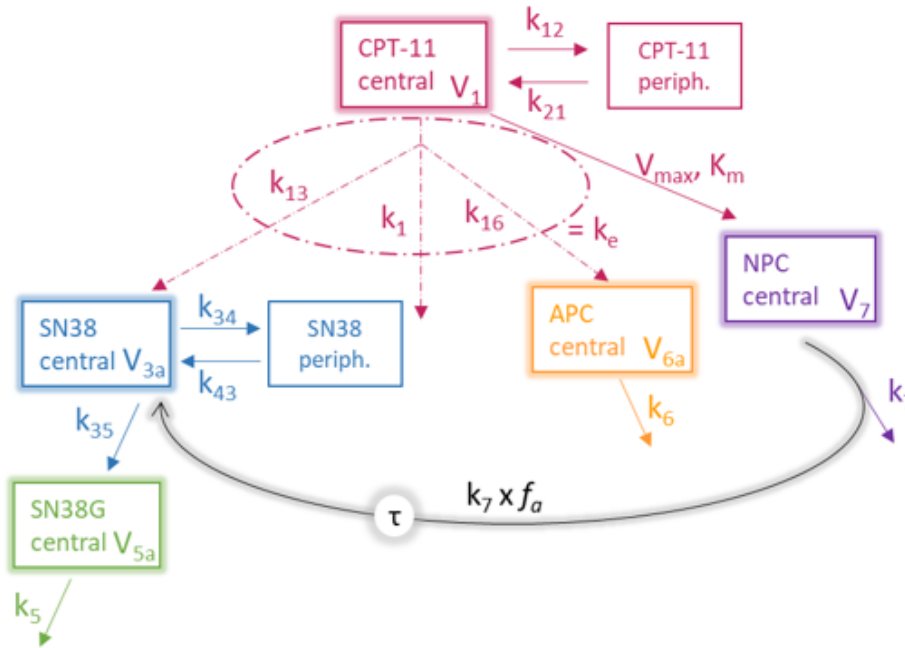 CPT-11
central V₁
k₁₂
k₂₁
CPT-11
periph.
k₁₃
k₁
k₁₆
= kₑ
Vₘₐₓ, Kₘ
NPC
central V₇
SN38
central V₃ₐ
k₃₄
k₄₃
SN38
periph.
APC
central V₆ₐ
k₃₅
k₆
k
τ
k₇ x fₐ
SN38G
central V₅ₐ
k₅